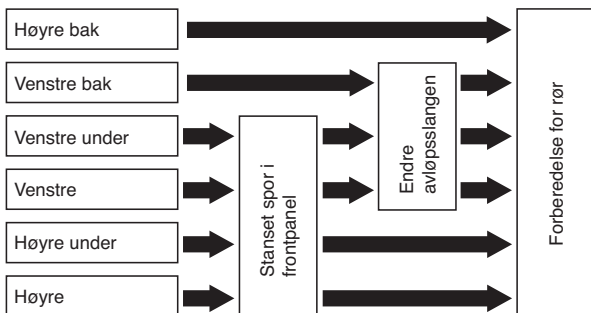 Høyre bak
Venstre bak
Venstre under
Venstre
Høyre under
Høyre
Stanset spor i
frontpanel
Endre
avløpsslangen
Forberedelse for rør